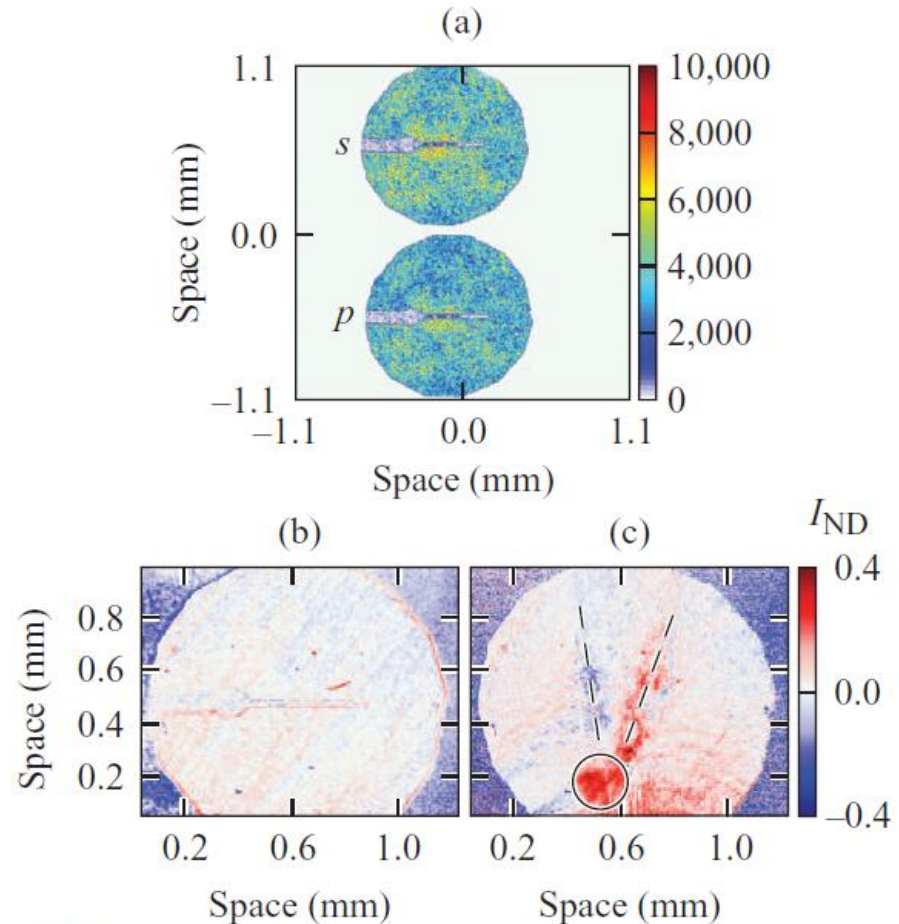 (a)
1.1
0.0
–1.1
Space (mm)
s
p
–1.1 0.0 1.1
Space (mm)
10,000
8,000
6,000
4,000
2,000
0
(b)
(c)
I_ND
Space (mm)
0.8
0.6
0.4
0.2
0.2 0.6 1.0
Space (mm)
0.2 0.6 1.0
Space (mm)
0.4
0.0
–0.4